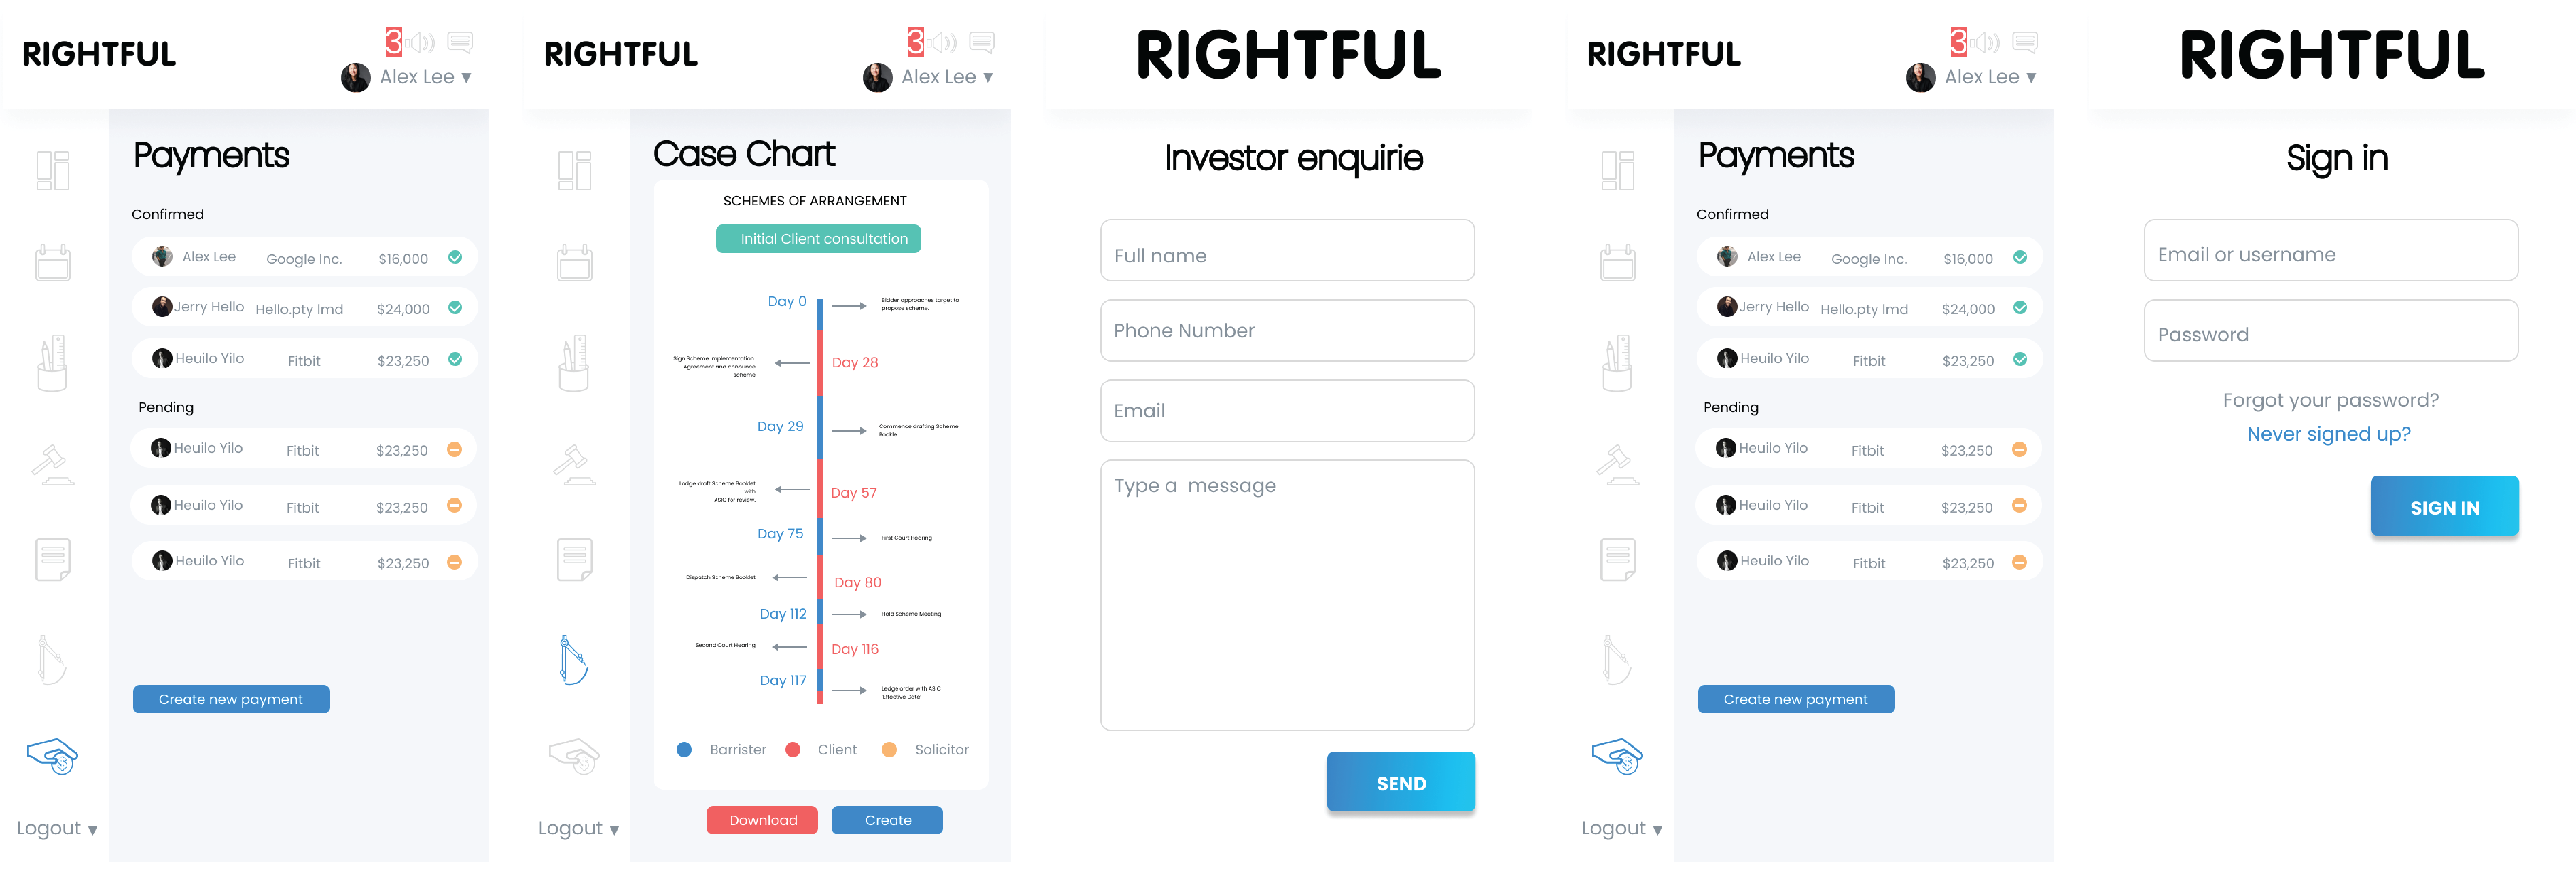 RIGHTFUL
3
Alex Lee ▾
Payments
Confirmed
Alex Lee Google Inc. $16,000
Jerry Hello Hello.pty lmd $24,000
Heuilo Yilo Fitbit $23,250
Pending
Heuilo Yilo Fitbit $23,250
Heuilo Yilo Fitbit $23,250
Heuilo Yilo Fitbit $23,250
Create new payment
Logout ▾
RIGHTFUL
3
Alex Lee ▾
Case Chart
SCHEMES OF ARRANGEMENT
Initial Client consultation
Day 0
Bidder approaches target to
propose scheme.
Sign Scheme implementation
Agreement and announce
scheme
Day 28
Day 29
Commence drafting Scheme
Bookle
Lodge draft Scheme Booklet
with
ASIC for review.
Day 57
Day 75
First Court Hearing
Dispatch Scheme Booklet
Day 80
Day 112
Hold Scheme Meeting
Second Court Hearing
Day 116
Day 117
Ledge order with ASIC
'Effective Date'
Barrister Client Solicitor
Download Create
Logout ▾
RIGHTFUL
Investor enquirie
Full name
Phone Number
Email
Type a message
SEND
RIGHTFUL
3
Alex Lee ▾
Payments
Confirmed
Alex Lee Google Inc. $16,000
Jerry Hello Hello.pty lmd $24,000
Heuilo Yilo Fitbit $23,250
Pending
Heuilo Yilo Fitbit $23,250
Heuilo Yilo Fitbit $23,250
Heuilo Yilo Fitbit $23,250
Create new payment
Logout ▾
RIGHTFUL
Sign in
Email or username
Password
Forgot your password?
Never signed up?
SIGN IN